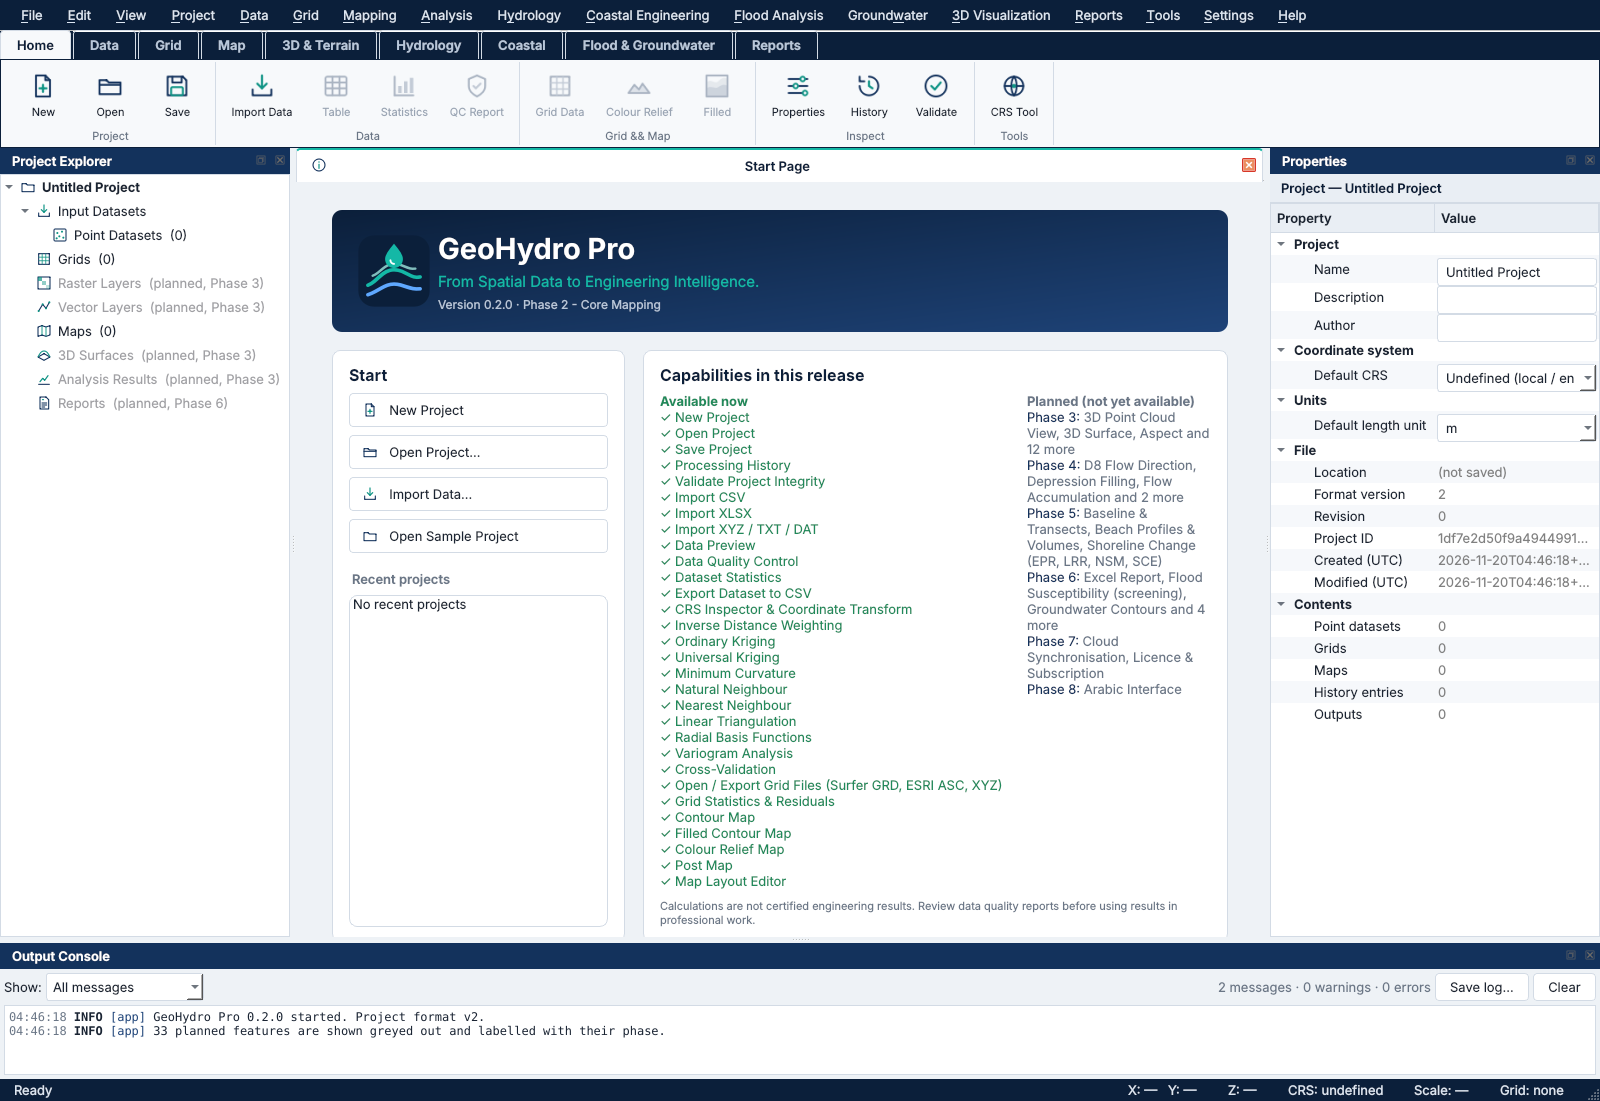 File Edit View Project Data Grid Mapping Analysis Hydrology Coastal Engineering Flood Analysis Groundwater 3D Visualization Reports Tools Settings Help
Home Data Grid Map 3D & Terrain Hydrology Coastal Flood & Groundwater Reports
New Open Save Import Data Table Statistics QC Report Grid Data Colour Relief Filled Properties History Validate CRS Tool
Project Data Grid && Map Inspect Tools
Project Explorer
Untitled Project
Input Datasets
Point Datasets (0)
Grids (0)
Raster Layers (planned, Phase 3)
Vector Layers (planned, Phase 3)
Maps (0)
3D Surfaces (planned, Phase 3)
Analysis Results (planned, Phase 3)
Reports (planned, Phase 6)
Start Page
GeoHydro Pro
From Spatial Data to Engineering Intelligence.
Version 0.2.0 · Phase 2 - Core Mapping
Start
New Project
Open Project...
Import Data...
Open Sample Project
Recent projects
No recent projects
Capabilities in this release
Available now
✓ New Project
✓ Open Project
✓ Save Project
✓ Processing History
✓ Validate Project Integrity
✓ Import CSV
✓ Import XLSX
✓ Import XYZ / TXT / DAT
✓ Data Preview
✓ Data Quality Control
✓ Dataset Statistics
✓ Export Dataset to CSV
✓ CRS Inspector & Coordinate Transform
✓ Inverse Distance Weighting
✓ Ordinary Kriging
✓ Universal Kriging
✓ Minimum Curvature
✓ Natural Neighbour
✓ Nearest Neighbour
✓ Linear Triangulation
✓ Radial Basis Functions
✓ Variogram Analysis
✓ Cross-Validation
✓ Open / Export Grid Files (Surfer GRD, ESRI ASC, XYZ)
✓ Grid Statistics & Residuals
✓ Contour Map
✓ Filled Contour Map
✓ Colour Relief Map
✓ Post Map
✓ Map Layout Editor
Planned (not yet available)
Phase 3: 3D Point Cloud
View, 3D Surface, Aspect and
12 more
Phase 4: D8 Flow Direction,
Depression Filling, Flow
Accumulation and 2 more
Phase 5: Baseline &
Transects, Beach Profiles &
Volumes, Shoreline Change
(EPR, LRR, NSM, SCE)
Phase 6: Excel Report, Flood
Susceptibility (screening),
Groundwater Contours and 4
more
Phase 7: Cloud
Synchronisation, Licence &
Subscription
Phase 8: Arabic Interface
Calculations are not certified engineering results. Review data quality reports before using results in
professional work.
Properties
Project — Untitled Project
Property Value
Project
Name Untitled Project
Description
Author
Coordinate system
Default CRS Undefined (local / en
Units
Default length unit m
File
Location (not saved)
Format version 2
Revision 0
Project ID 1df7e2d50f9a4944991...
Created (UTC) 2026-11-20T04:46:18+...
Modified (UTC) 2026-11-20T04:46:18+...
Contents
Point datasets 0
Grids 0
Maps 0
History entries 0
Outputs 0
Output Console
Show: All messages 2 messages · 0 warnings · 0 errors Save log... Clear
04:46:18 INFO [app] GeoHydro Pro 0.2.0 started. Project format v2.
04:46:18 INFO [app] 33 planned features are shown greyed out and labelled with their phase.
Ready X: — Y: — Z: — CRS: undefined Scale: — Grid: none